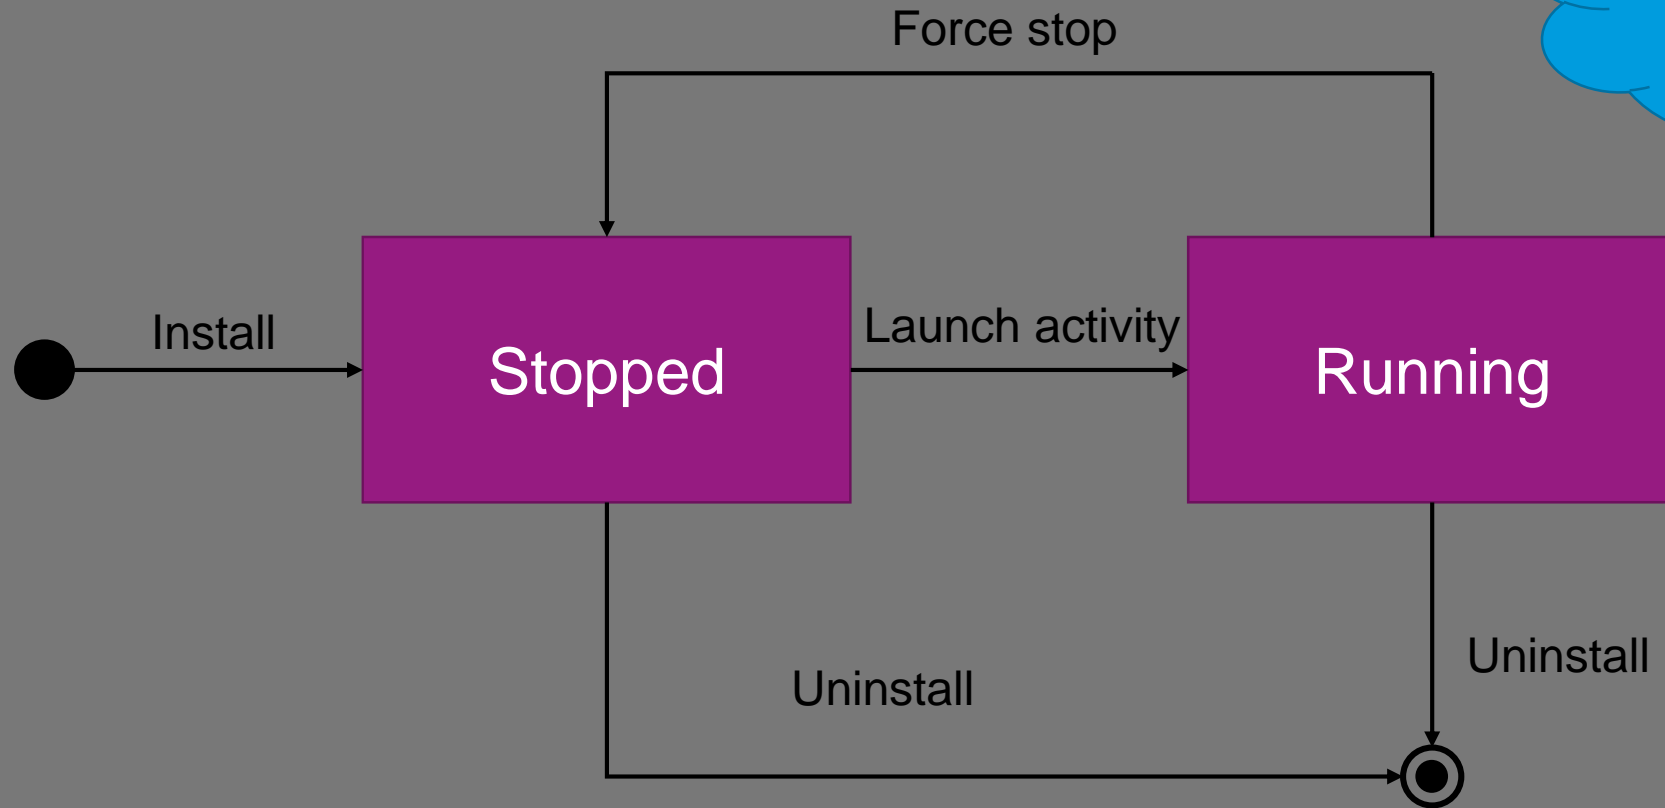 Force stop
Install
Stopped
Launch activity
Running
Uninstall
Uninstall